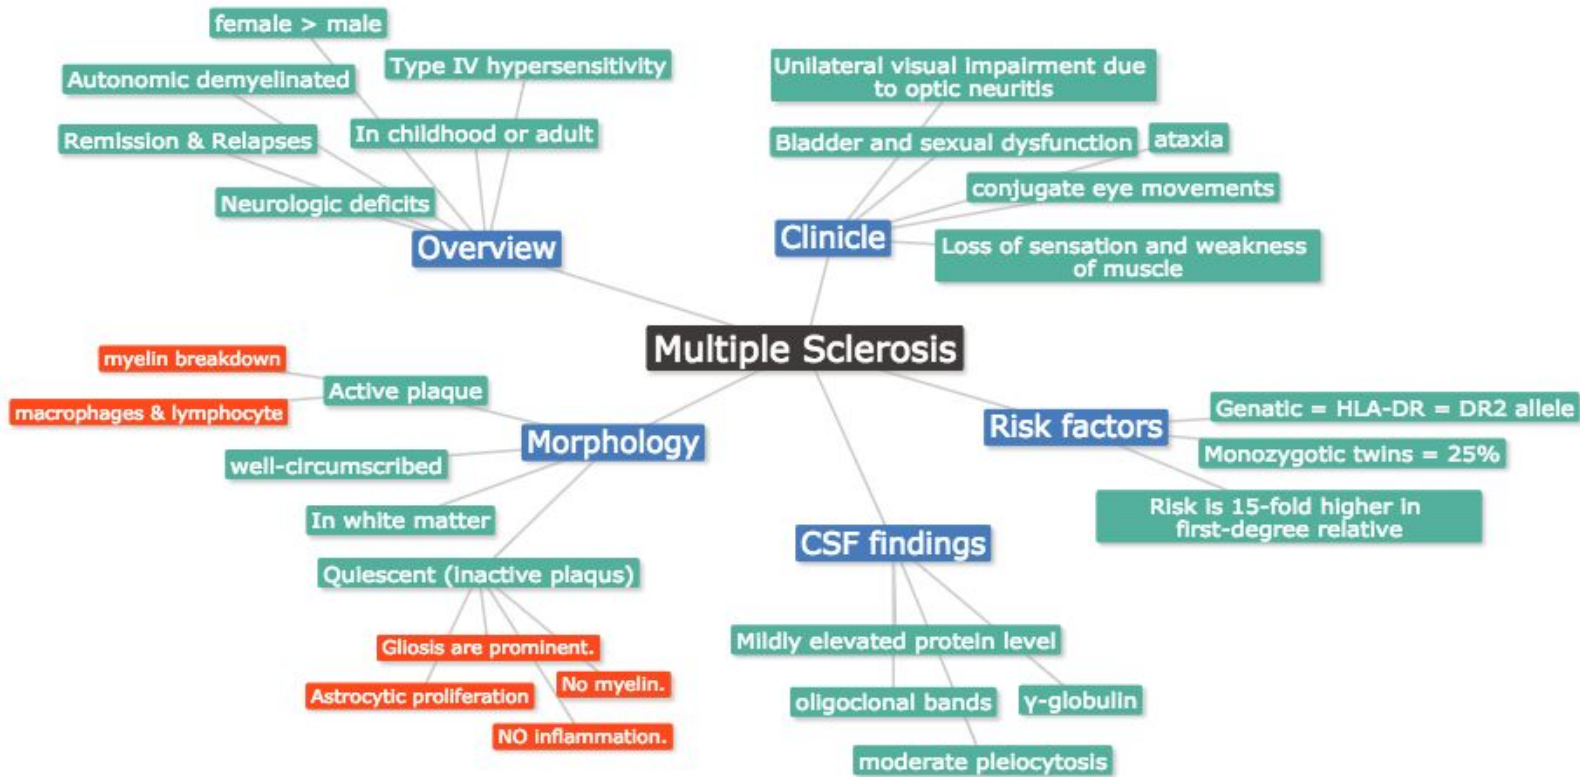 female > male
Type IV hypersensitivity
Autonomic demyelinated
In childhood or adult
Remission & Relapses
Neurologic deficits
Overview
Unilateral visual impairment due
to optic neuritis
Bladder and sexual dysfunction
ataxia
conjugate eye movements
Clinicle
Loss of sensation and weakness
of muscle
Multiple Sclerosis
myelin breakdown
Active plaque
macrophages & lymphocyte
Morphology
well-circumscribed
In white matter
Quiescent (inactive plaqus)
Gliosis are prominent.
No myelin.
Astrocytic proliferation
NO inflammation.
Genatic = HLA-DR = DR2 allele
Risk factors
Monozygotic twins = 25%
Risk is 15-fold higher in
first-degree relative
CSF findings
Mildly elevated protein level
oligoclonal bands
γ-globulin
moderate pleiocytosis